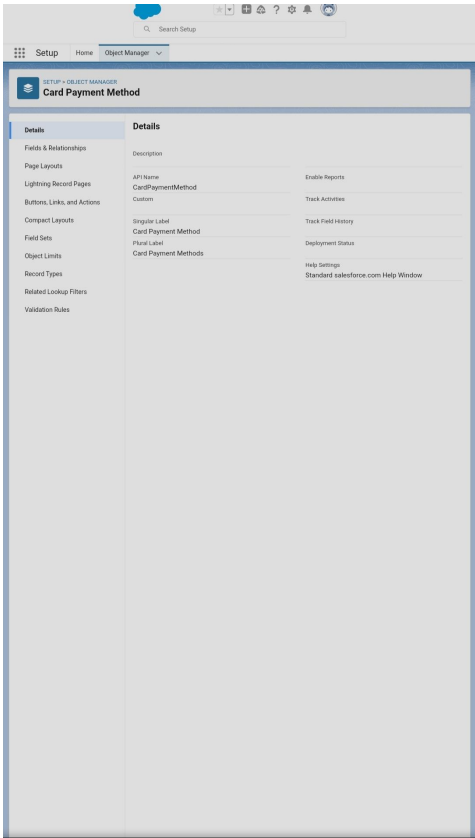 Search Setup
Setup
Home
Object Manager
SETUP > OBJECT MANAGER
Card Payment Method
Details
Fields & Relationships
Page Layouts
Lightning Record Pages
Buttons, Links, and Actions
Compact Layouts
Field Sets
Object Limits
Record Types
Related Lookup Filters
Validation Rules
Details
Description
API Name
CardPaymentMethod
Custom
Singular Label
Card Payment Method
Plural Label
Card Payment Methods
Enable Reports
Track Activities
Track Field History
Deployment Status
Help Settings
Standard salesforce.com Help Window